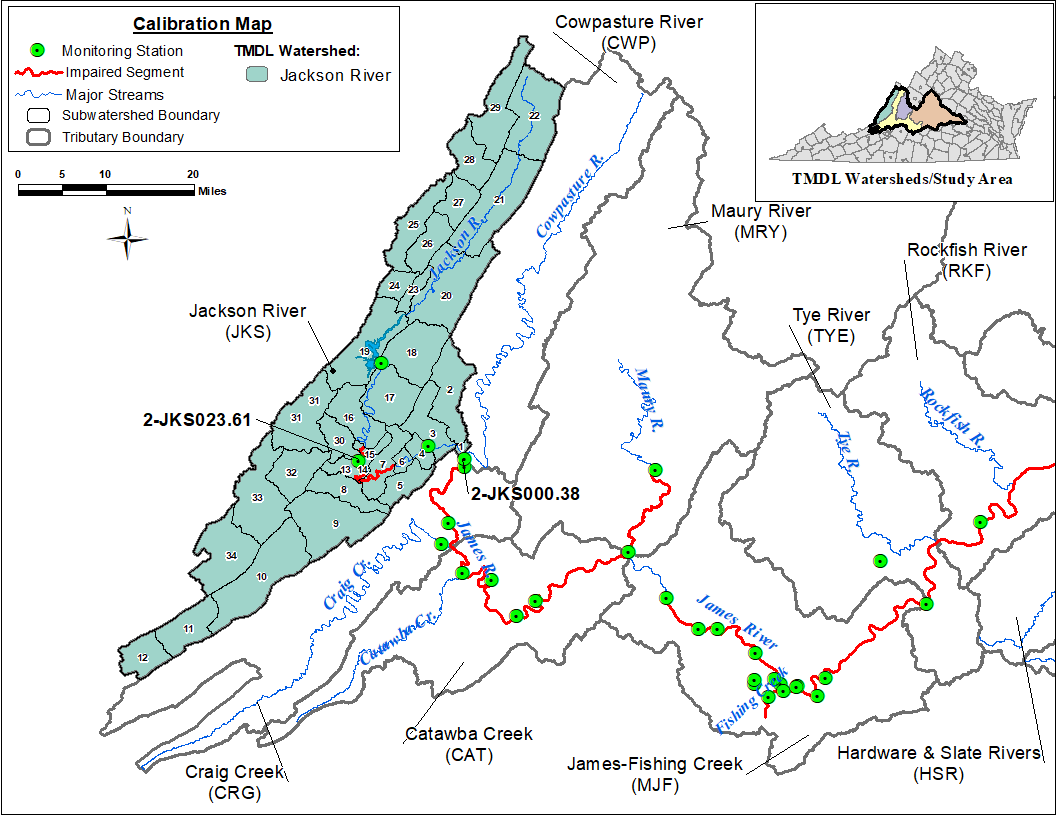 Calibration Map
Monitoring Station
Impaired Segment
Major Streams
Subwatershed Boundary
Tributary Boundary
TMDL Watershed:
Jackson River
0 5 10 20
Miles
N
Cowpasture River
(CWP)
TMDL Watersheds/Study Area
Maury River
(MRY)
Rockfish River
(RKF)
Tye River
(TYE)
Jackson River
(JKS)
2-JKS023.61
2-JKS000.38
Cowpasture R.
Jackson R.
Maury R.
Tye R.
Rockfish R.
James R.
Craig Cr.
Catawba Cr.
James River
Fishing Creek
29
22
28
27
21
25
26
24
23
20
19
18
2
17
31
16
31
3
30
15
1
4
6
7
13
14
32
8
5
33
9
34
10
11
12
Catawba Creek
(CAT)
Craig Creek
(CRG)
James-Fishing Creek
(MJF)
Hardware & Slate Rivers
(HSR)